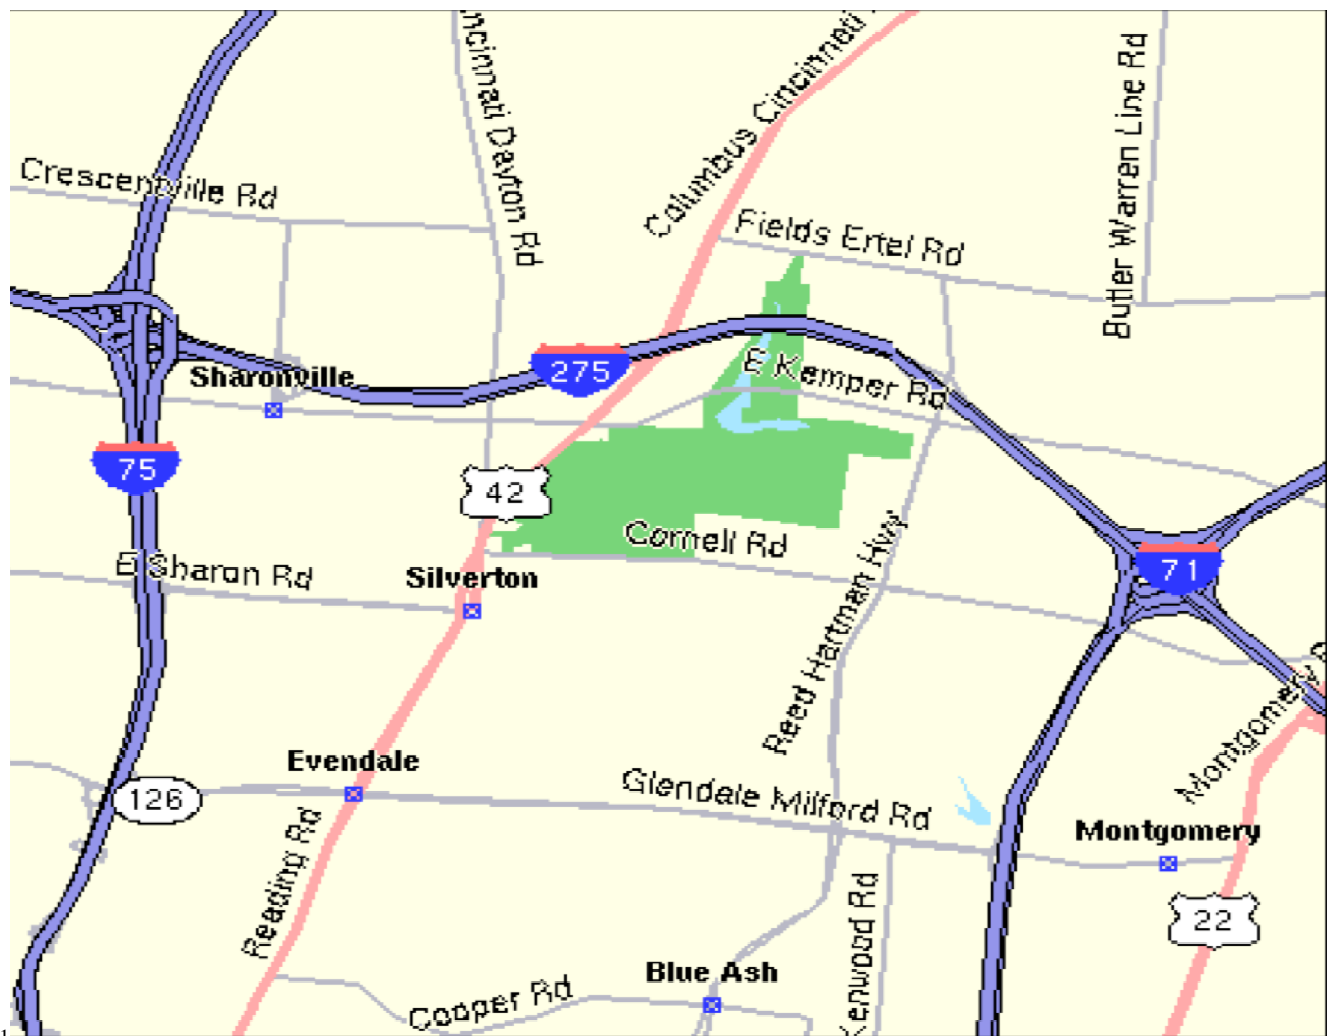 ncinnati Dayton Rd
Columbus Cincinnati
Butler Warren Line Rd
Crescentville Rd
Fields Ertel Rd
275
E Kemper Rd
Sharonville
75
42
Cornell Rd
71
E Sharon Rd
Silverton
Reed Hartman Hwy
Montgomery R
Evendale
126
Glendale Milford Rd
Montgomery
Reading Rd
22
Kenwood Rd
Blue Ash
Cooper Rd
1